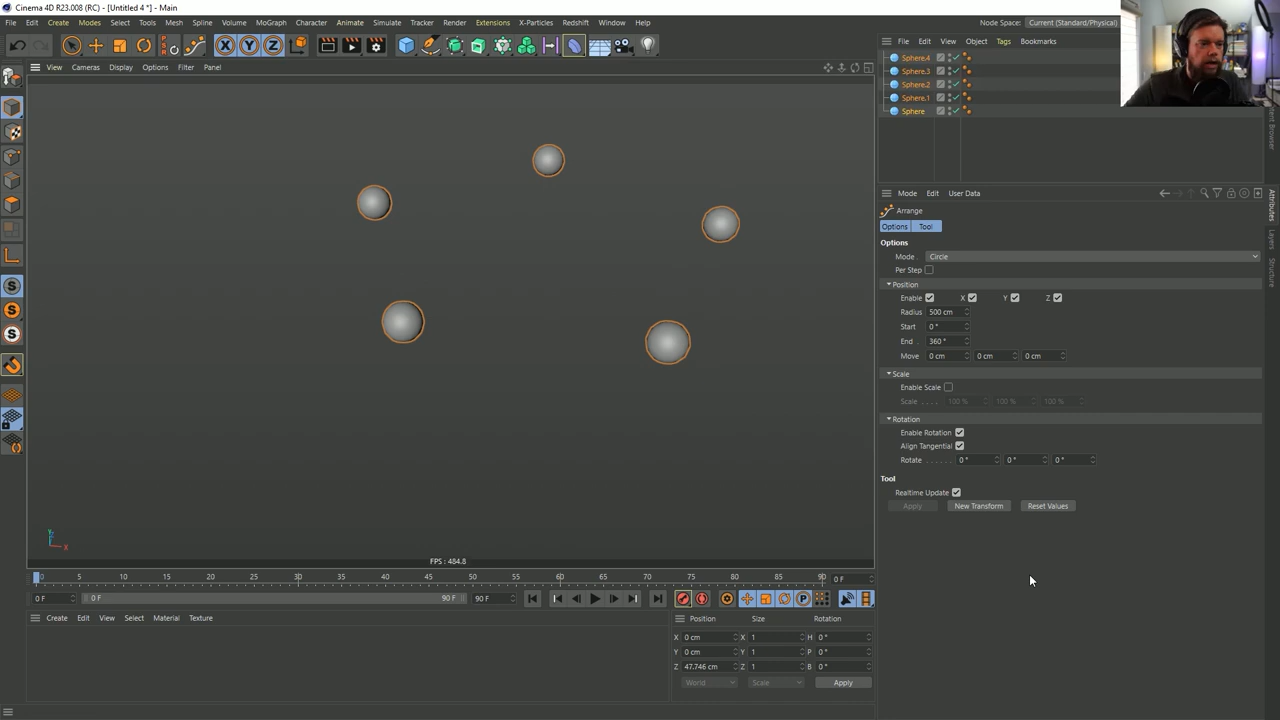 Cinema 4D R23.008 (RC) - [Untitled 4 *] - Main
File Edit Create Modes Select Tools Mesh Spline Volume MoGraph Character Animate Simulate Tracker Render Extensions X-Particles Redshift Window Help
Node Space: Current (Standard/Physical)
X Y Z
View Cameras Display Options Filter Panel
File Edit View Object Tags Bookmarks
Sphere.4
Sphere.3
Sphere.2
Sphere.1
Sphere
Mode Edit User Data
Arrange
Options Tool
Options
Mode . Circle
Per Step
Position
Enable X Y Z
Radius 500 cm
Start 0 °
End . 360 °
Move 0 cm 0 cm 0 cm
Scale
Enable Scale
Scale . . . . 100 % 100 % 100 %
Rotation
Enable Rotation
Align Tangential
Rotate . . . . . . 0 ° 0 ° 0 °
Tool
Realtime Update
Apply New Transform Reset Values
Attributes
Layers
Structure
S
S
S
Y
X
FPS : 484.8
0 5 10 15 20 25 30 35 40 45 50 55 60 65 70 75 80 85 90 0 F
0 F 0 F 90 F 90 F
P
Create Edit View Select Material Texture
Position Size Rotation
X 0 cm X 1 H 0 °
Y 0 cm Y 1 P 0 °
Z 47.746 cm Z 1 B 0 °
World Scale Apply